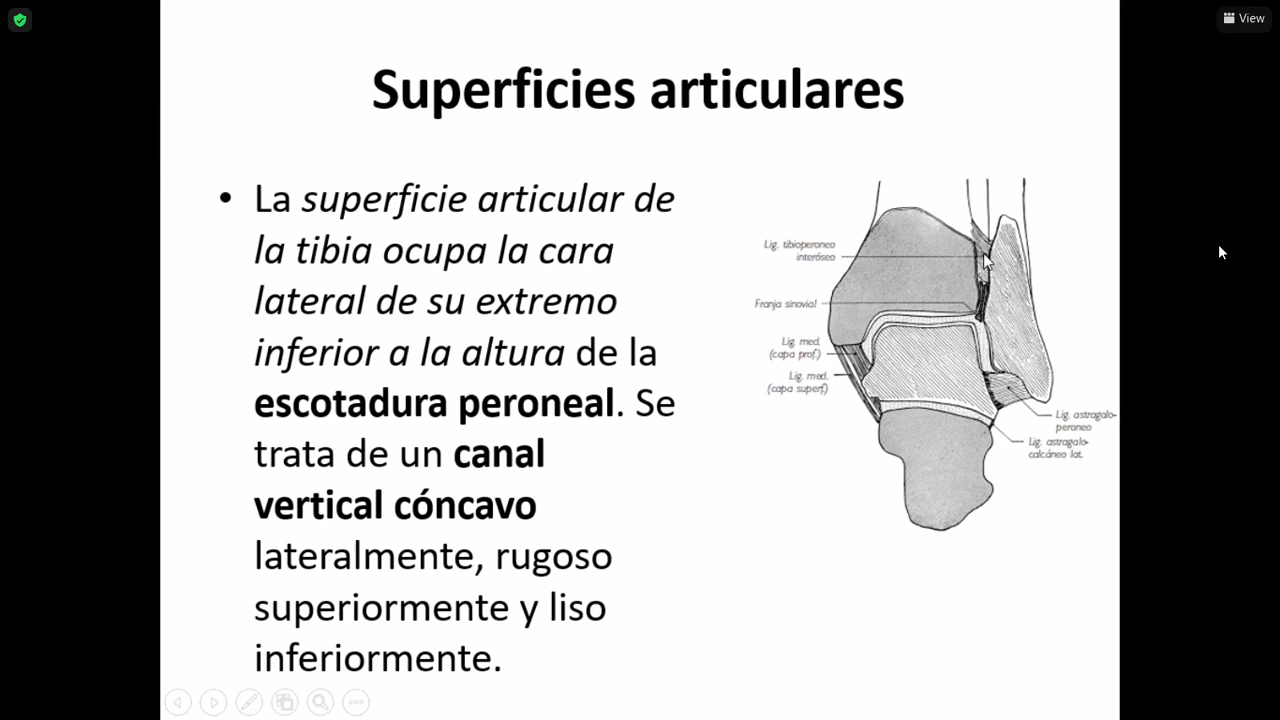 View
Superficies articulares
• La superficie articular de
la tibia ocupa la cara
lateral de su extremo
inferior a la altura de la
escotadura peroneal. Se
trata de un canal
vertical cóncavo
lateralmente, rugoso
superiormente y liso
inferiormente.
Lig. tibioperoneo
interóseo
Franja sinovial
Lig. med.
(capa prof.)
Lig. med.
(capa superf.)
Lig. astragalo-
peroneo
Lig. astragalo-
calcáneo lat.